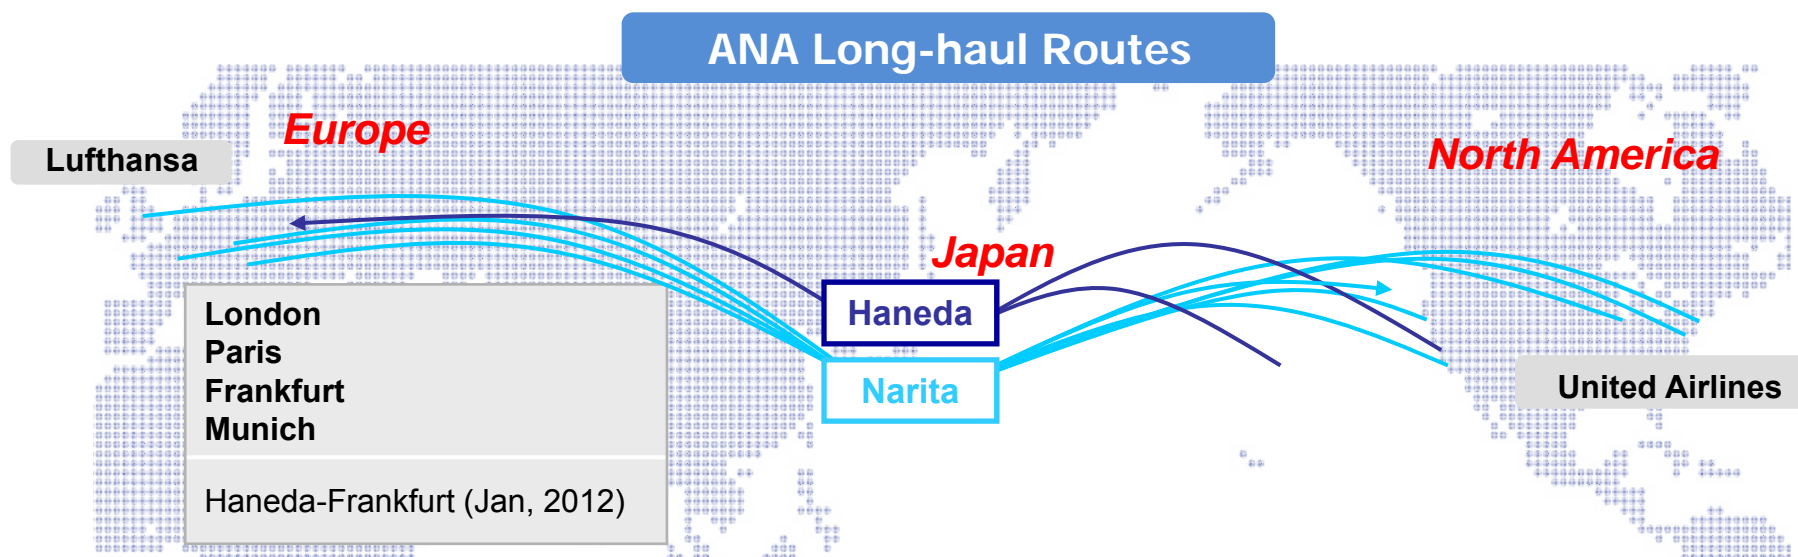 ANA Long-haul Routes
Europe
Lufthansa
North America
Japan
Haneda
Narita
United Airlines
London
Paris
Frankfurt
Munich
Haneda-Frankfurt (Jan, 2012)